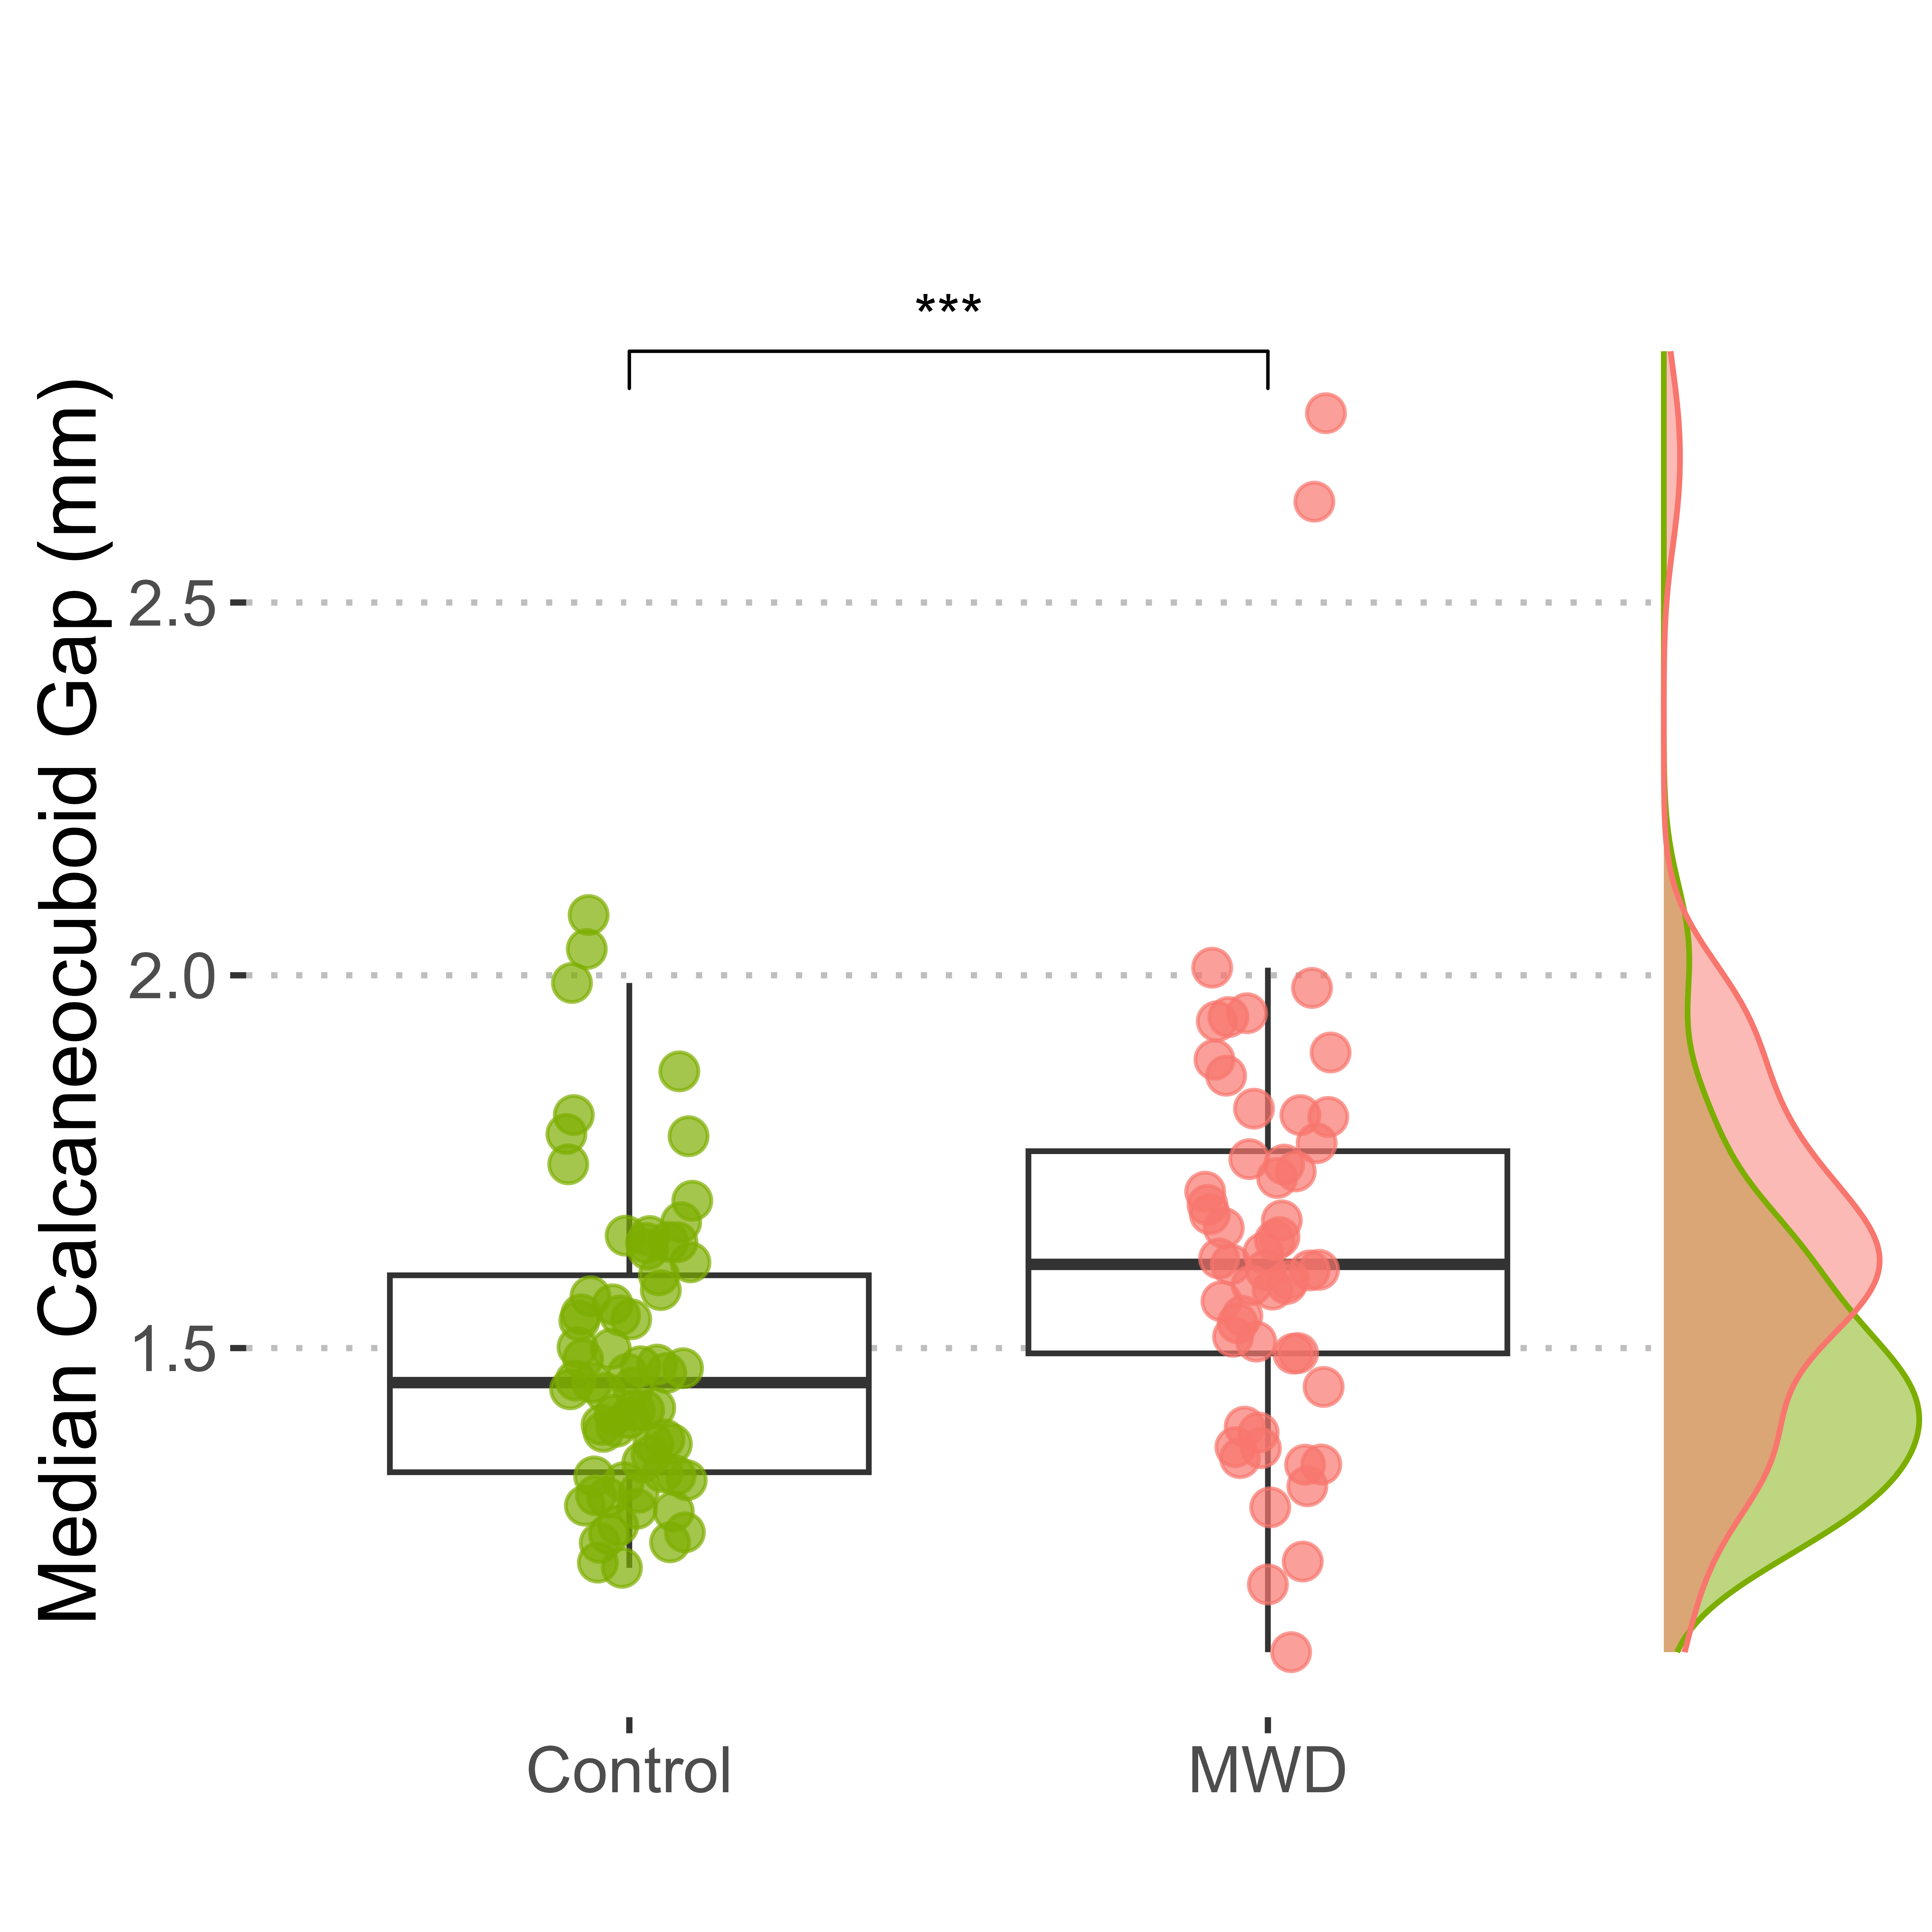 ***
Median Calcaneocuboid Gap (mm)
2.5
2.0
1.5
Control
MWD